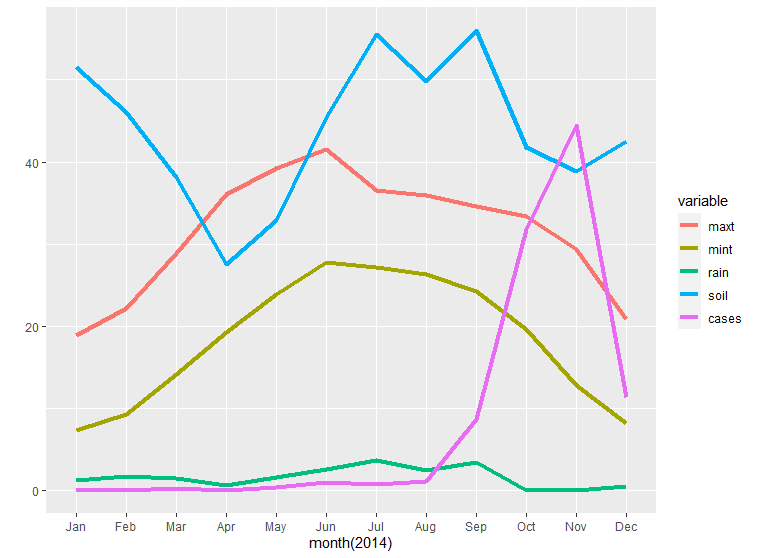 40
20
0
Jan Feb Mar Apr May Jun Jul Aug Sep Oct Nov Dec
month(2014)
variable
maxt
mint
rain
soil
cases